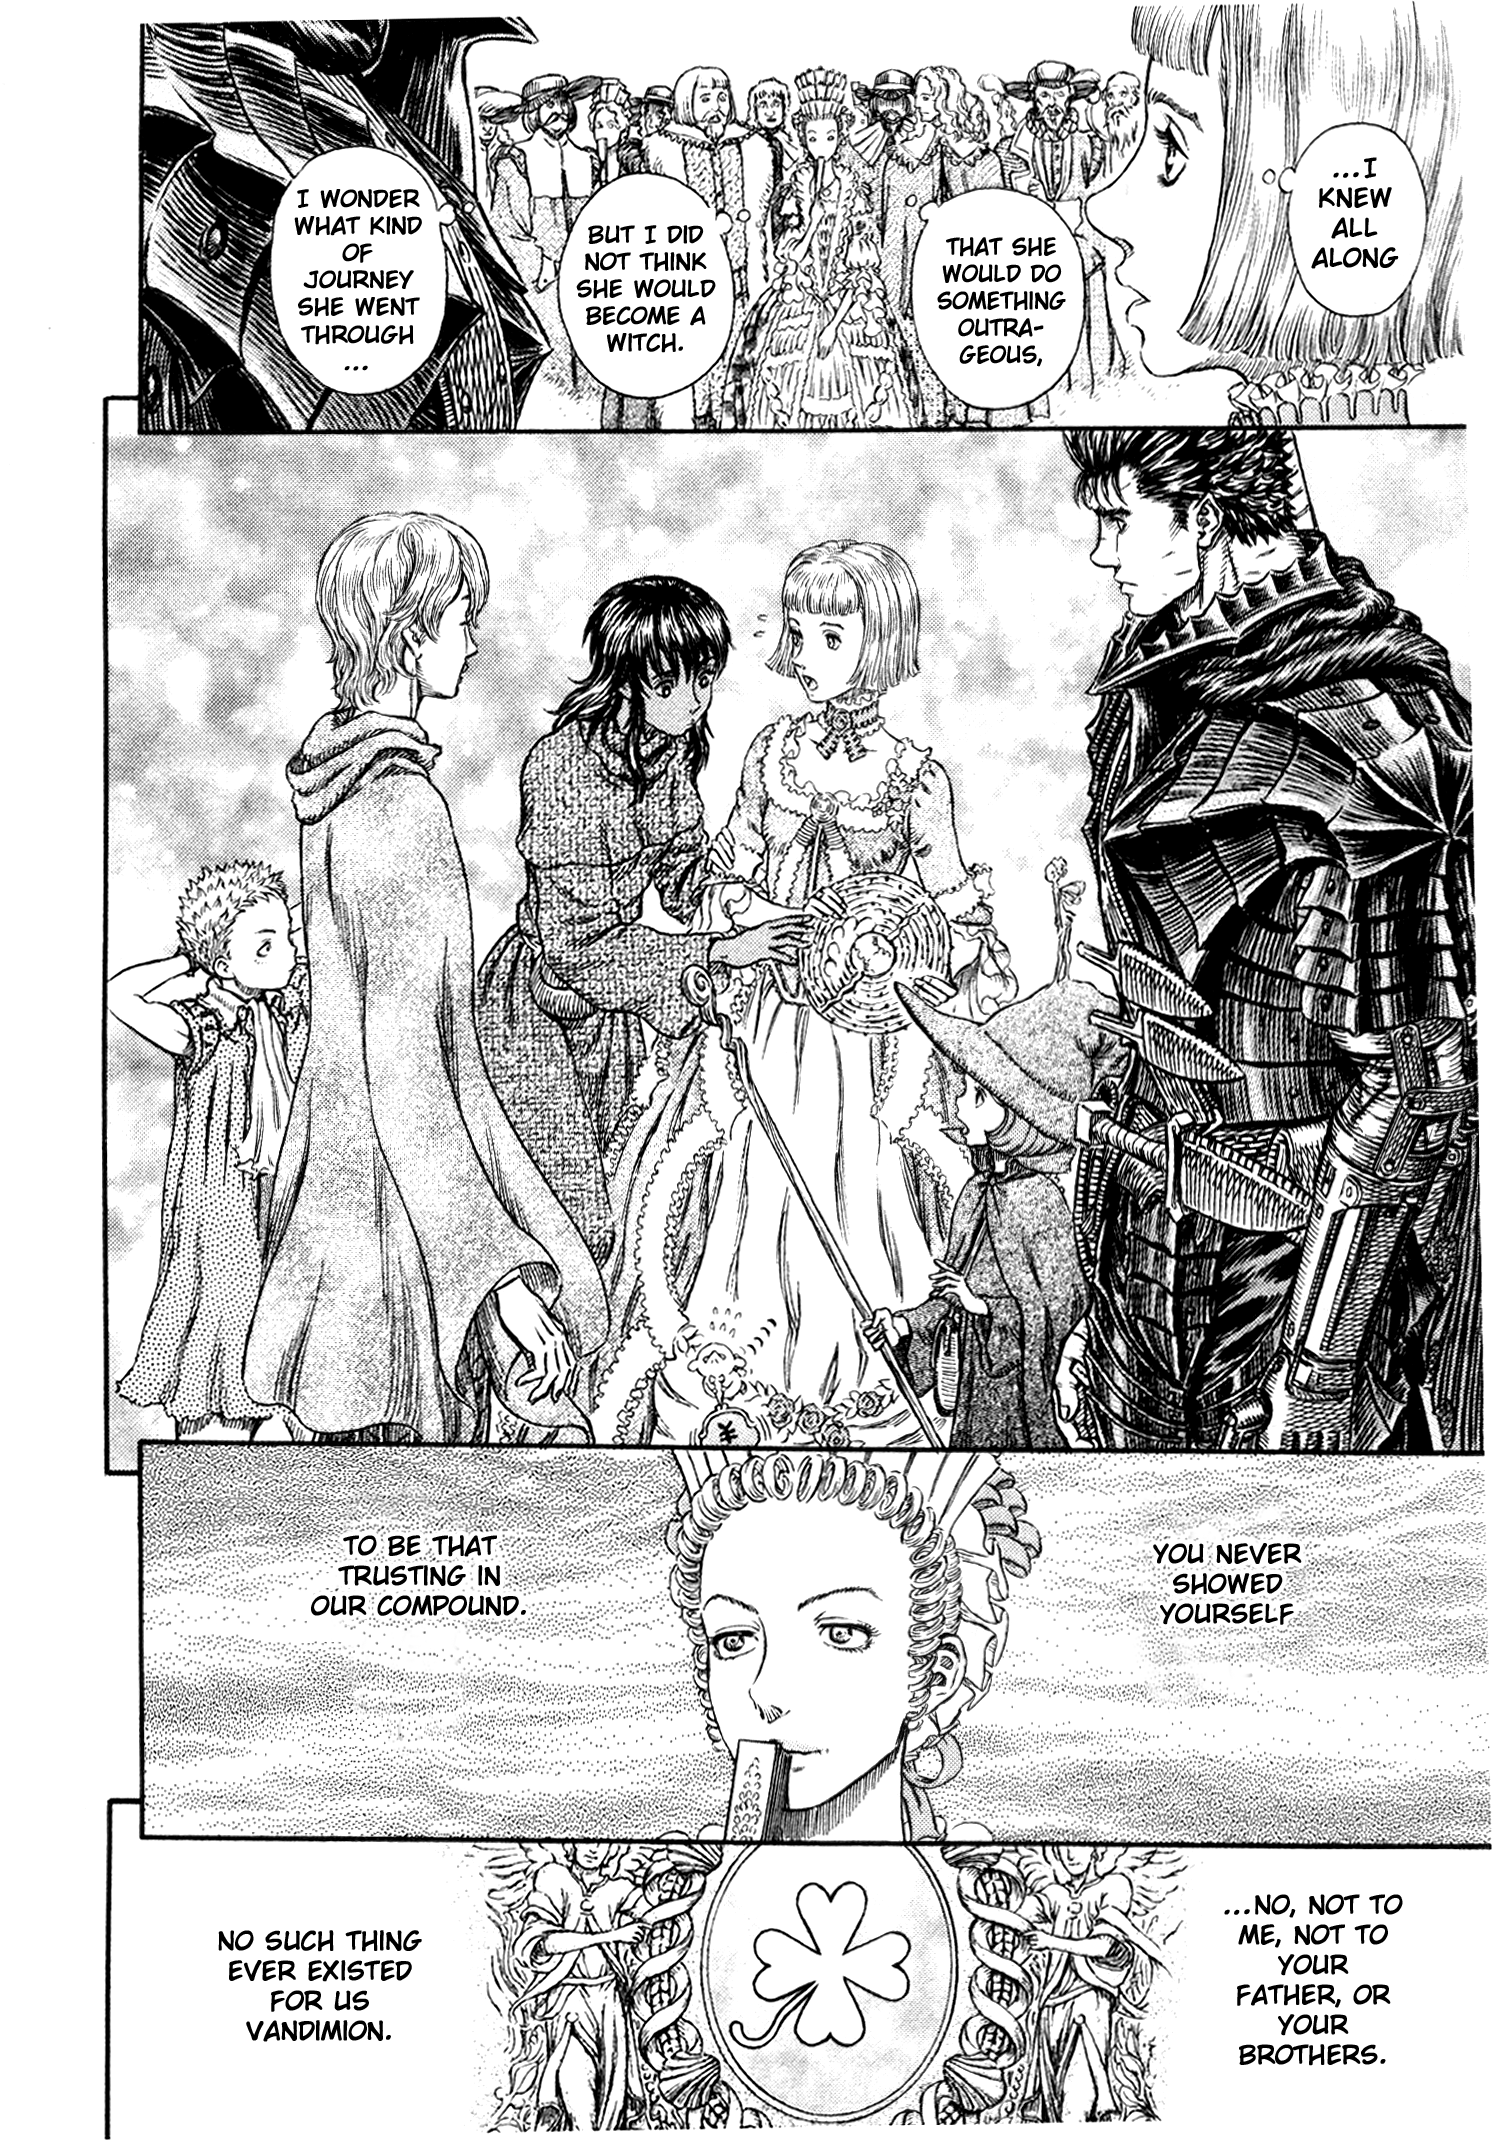 ...I
KNEW
ALL
ALONG
THAT SHE
WOULD DO
SOMETHING
OUTRA-
GEOUS,
BUT I DID
NOT THINK
SHE WOULD
BECOME A
WITCH.
I WONDER
WHAT KIND
OF
JOURNEY
SHE WENT
THROUGH
...
¥
YOU NEVER
SHOWED
YOURSELF
TO BE THAT
TRUSTING IN
OUR COMPOUND.
...NO, NOT TO
ME, NOT TO
YOUR
FATHER, OR
YOUR
BROTHERS.
NO SUCH THING
EVER EXISTED
FOR US
VANDIMION.